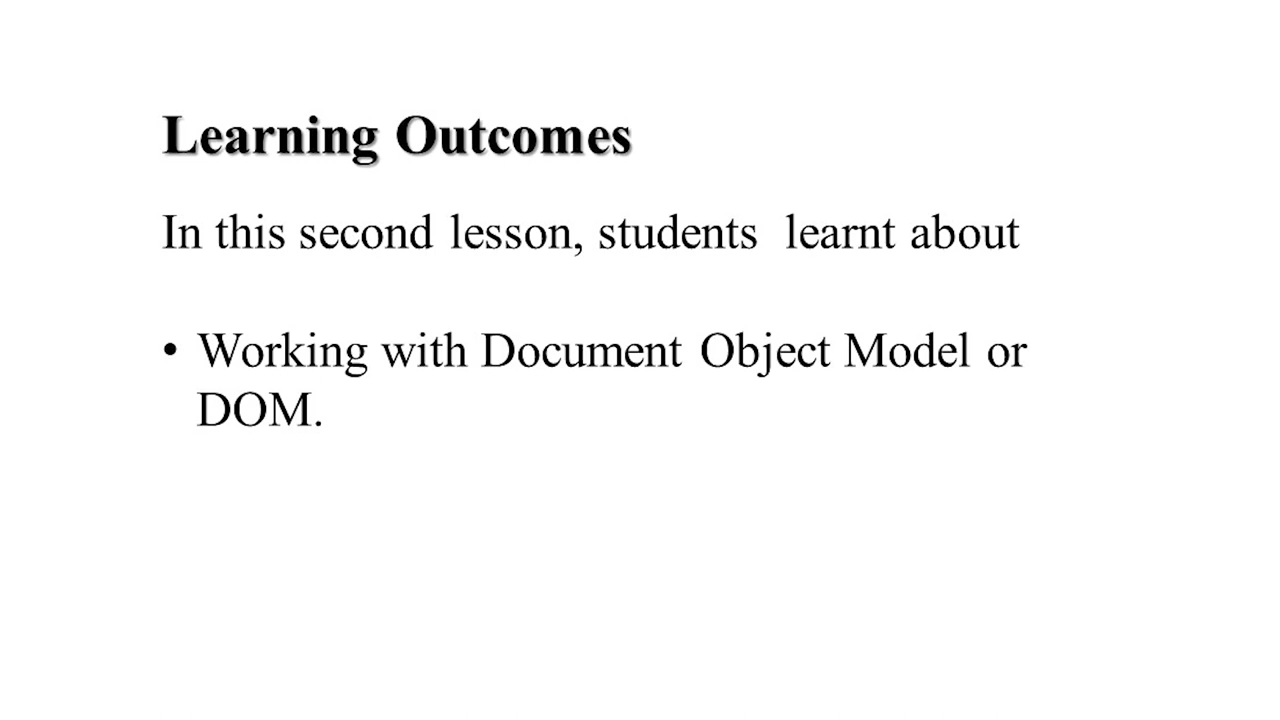 Learning Outcomes
In this second lesson, students  learnt about
• Working with Document Object Model or
DOM.